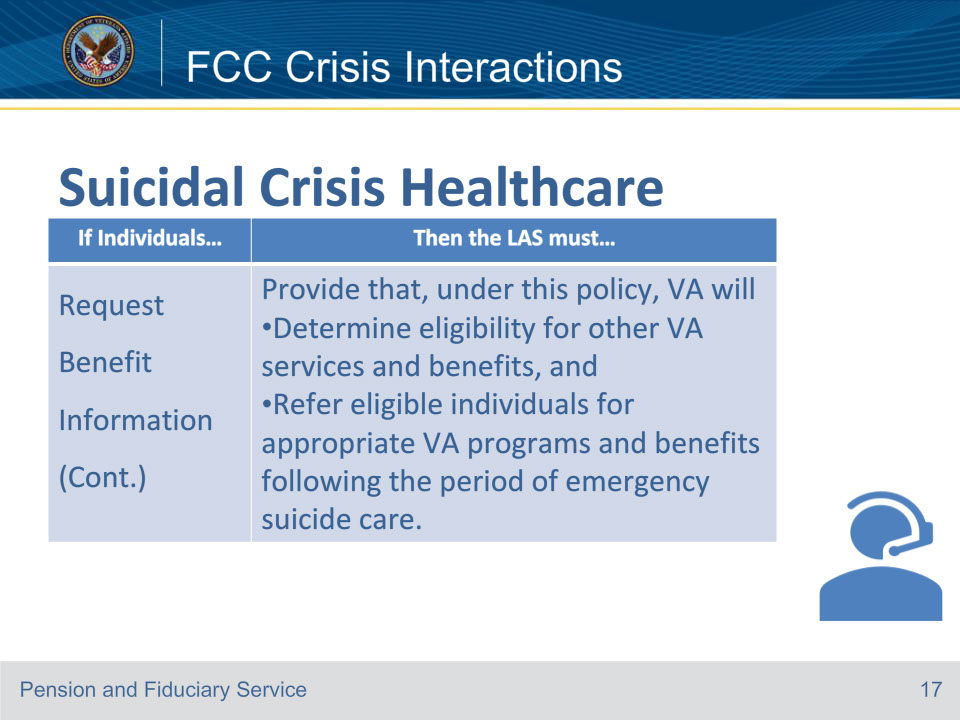 FCC Crisis Interactions
Suicidal Crisis Healthcare
If Individuals...
Then the LAS must...
Request
Benefit
Information
(Cont.)
Provide that, under this policy, VA will
•Determine eligibility for other VA
services and benefits, and
•Refer eligible individuals for
appropriate VA programs and benefits
following the period of emergency
suicide care.
Pension and Fiduciary Service
17